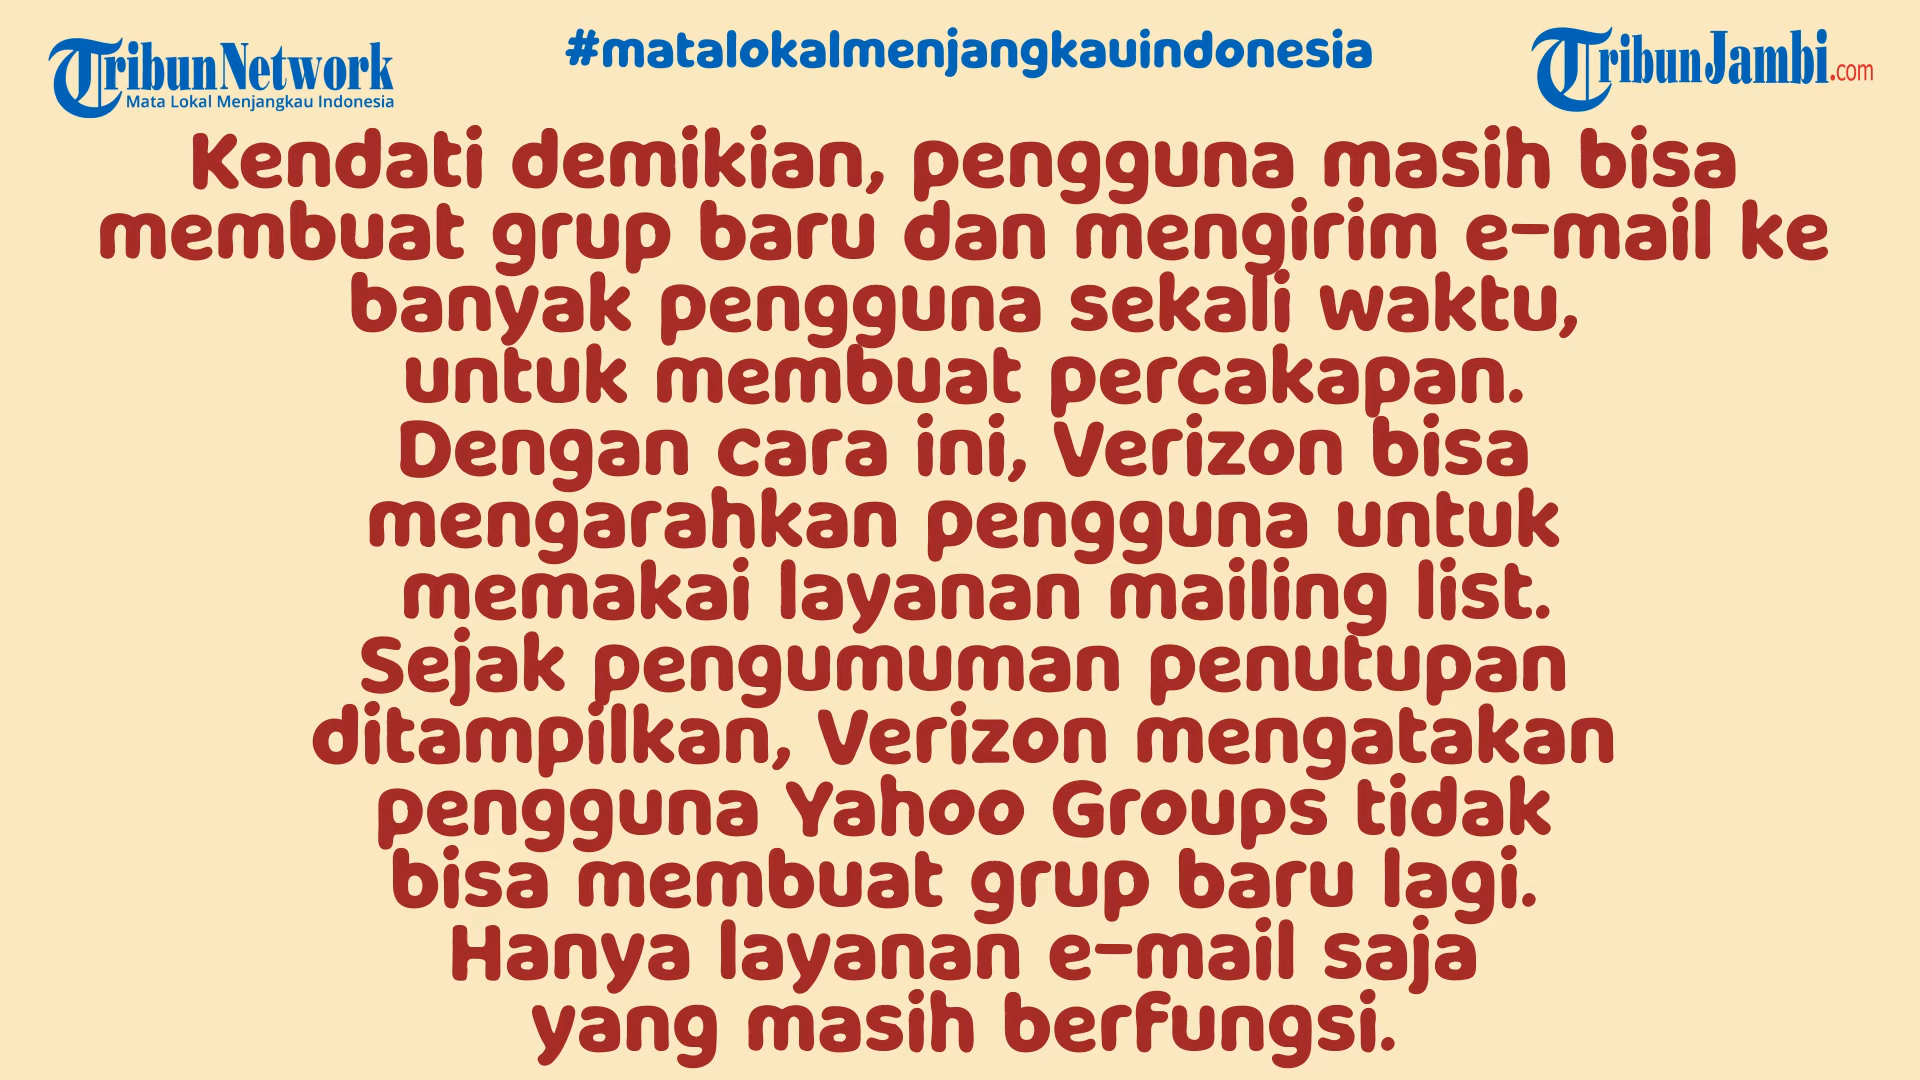 TribunNetwork
Mata Lokal Menjangkau Indonesia
#matalokalmenjangkauindonesia
TribunJambi.com
Kendati demikian, pengguna masih bisa
membuat grup baru dan mengirim e-mail ke
banyak pengguna sekali waktu,
untuk membuat percakapan.
Dengan cara ini, Verizon bisa
mengarahkan pengguna untuk
memakai layanan mailing list.
Sejak pengumuman penutupan
ditampilkan, Verizon mengatakan
pengguna Yahoo Groups tidak
bisa membuat grup baru lagi.
Hanya layanan e-mail saja
yang masih berfungsi.